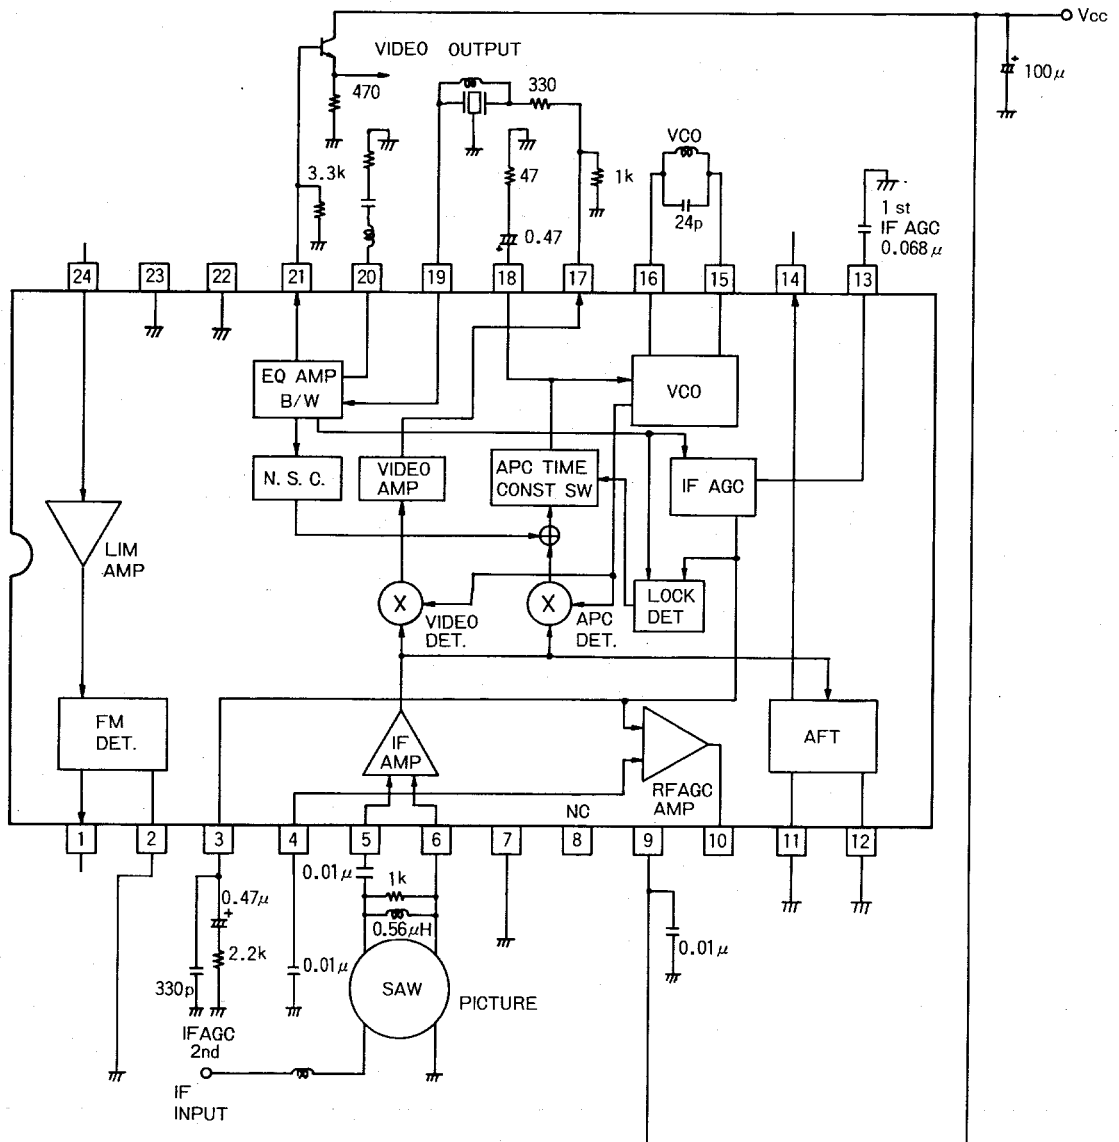 Vcc
VIDEO OUTPUT
100μ
470
330
VCO
3.3k
47
1k
1 st
IF AGC
0.068μ
24p
+
0.47
+
24
23
22
21
20
19
18
17
16
15
14
13
EQ AMP
B/W
VCO
N. S. C.
VIDEO
AMP
APC TIME
CONST SW
IF AGC
LIM
AMP
X
VIDEO
DET.
X
APC
DET.
LOCK
DET
FM
DET.
IF
AMP
RFAGC
AMP
AFT
NC
1
2
3
4
5
6
7
8
9
10
11
12
0.01μ
1k
0.47μ
+
0.56μH
2.2k
0.01μ
0.01μ
330p
SAW
PICTURE
IFAGC
2nd
IF
INPUT